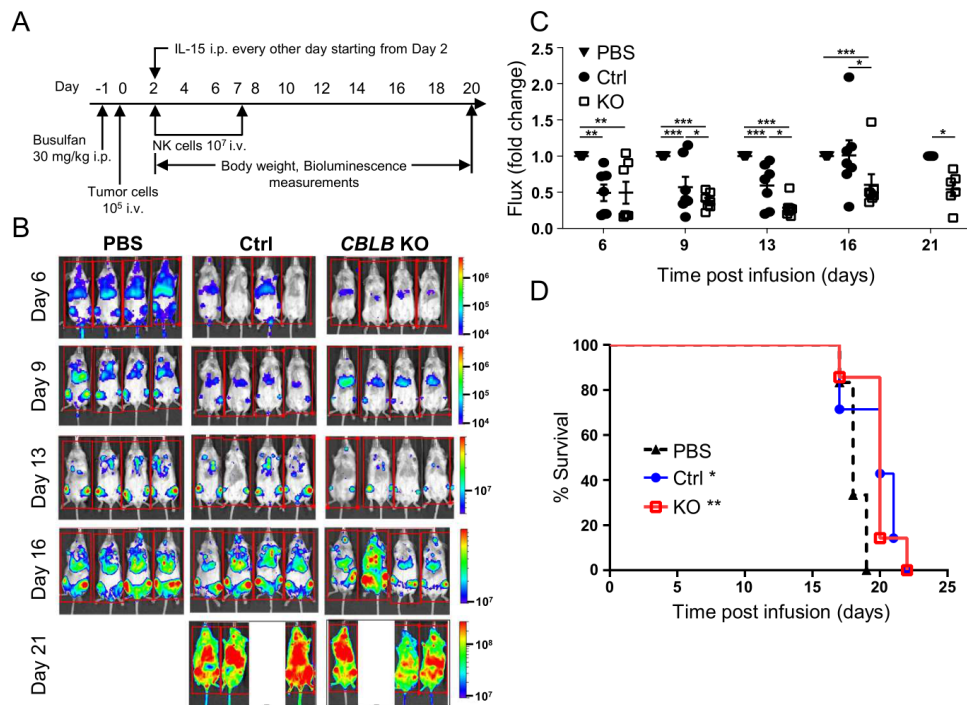 A
IL-15 i.p. every other day starting from Day 2
Day -1 0 2 4 6 7 8 10 12 14 16 18 20
Busulfan
30 mg/kg i.p.
NK cells 10⁷ i.v.
Body weight, Bioluminescence
measurements
Tumor cells
10⁵ i.v.
B
PBS Ctrl CBLB KO
Day 6
10⁶
10⁵
10⁴
Day 9
10⁶
10⁵
10⁴
Day 13
10⁷
Day 16
10⁷
Day 21
10⁸
10⁷
C
Flux (fold change)
2.5
2.0
1.5
1.0
0.5
0.0
PBS
Ctrl
KO
** **
*** *** *
*** *** *
*** *
*
6 9 13 16 21
Time post infusion (days)
D
% Survival
100
80
60
40
20
0
PBS
Ctrl *
KO **
0 5 10 15 20 25
Time post infusion (days)